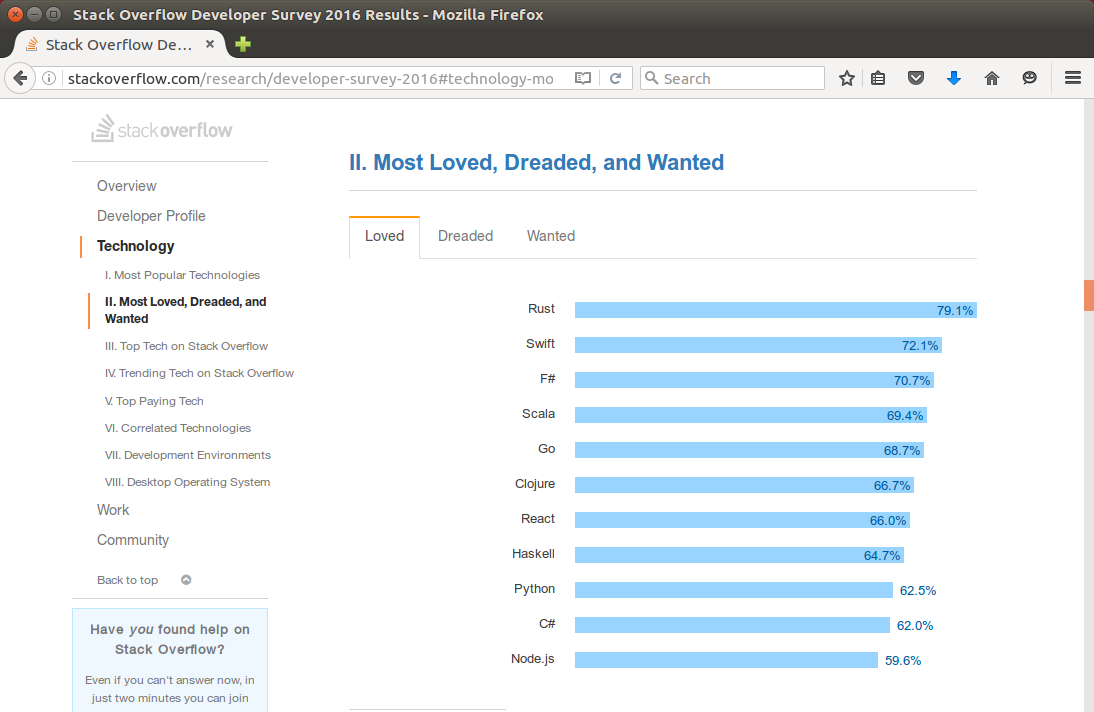 Stack Overflow Developer Survey 2016 Results - Mozilla Firefox
Stack Overflow De...
stackoverflow.com/research/developer-survey-2016#technology-mo
Search
stackoverflow
Overview
Developer Profile
Technology
I. Most Popular Technologies
II. Most Loved, Dreaded, and
Wanted
III. Top Tech on Stack Overflow
IV. Trending Tech on Stack Overflow
V. Top Paying Tech
VI. Correlated Technologies
VII. Development Environments
VIII. Desktop Operating System
Work
Community
Back to top
Have you found help on
Stack Overflow?
Even if you can't answer now, in
just two minutes you can join
II. Most Loved, Dreaded, and Wanted
Loved Dreaded Wanted
Rust 79.1%
Swift 72.1%
F# 70.7%
Scala 69.4%
Go 68.7%
Clojure 66.7%
React 66.0%
Haskell 64.7%
Python 62.5%
C# 62.0%
Node.js 59.6%